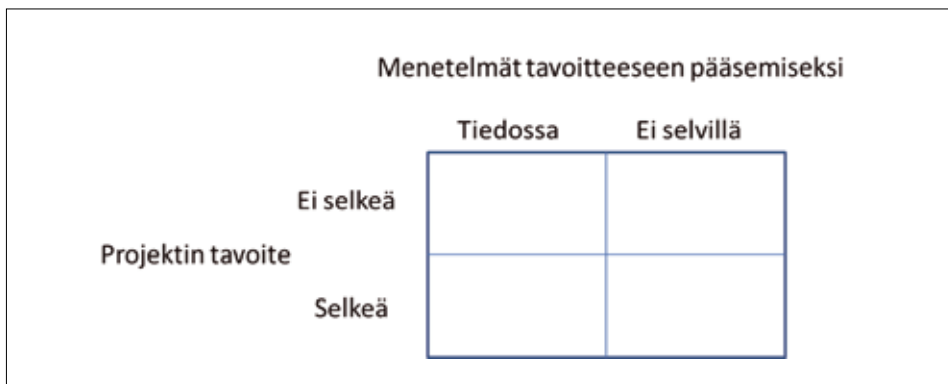 Menetelmät tavoitteeseen pääsemiseksi
Tiedossa Ei selvillä
Ei selkeä
Projektin tavoite
Selkeä